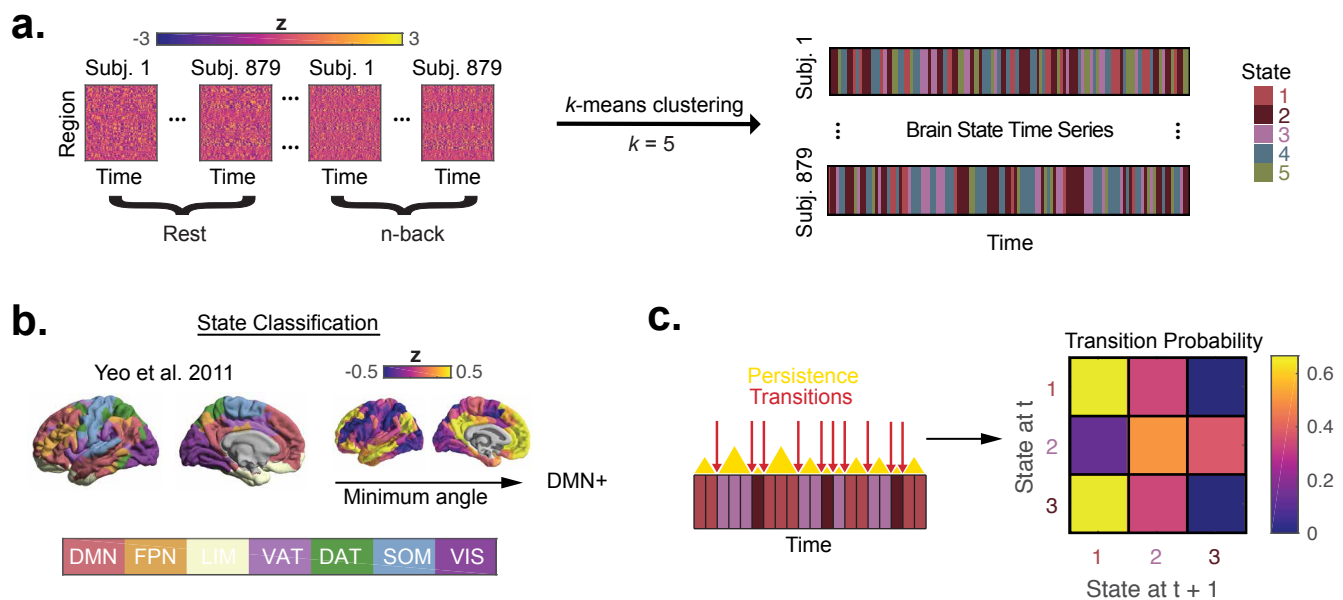 a.
z
-3 3
Subj. 1 Subj. 879 Subj. 1 Subj. 879
... ... ... ...
Region
Time Time Time Time
Rest n-back
k-means clustering
k = 5
Subj. 1
Brain State Time Series
Subj. 879
Time
State
1
2
3
4
5
b.
State Classification
Yeo et al. 2011
z
-0.5 0.5
Minimum angle
DMN+
DMN FPN LIM VAT DAT SOM VIS
c.
Persistence
Transitions
Time
Transition Probability
State at t
1
2
3
1 2 3
State at t + 1
0.6
0.4
0.2
0